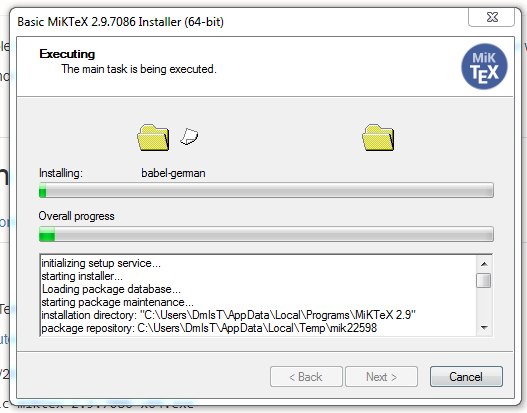 Basic MiKTeX 2.9.7086 Installer (64-bit)
Executing
The main task is being executed.
MiK
TEX
Installing: babel-german
Overall progress
initializing setup service...
starting installer...
Loading package database...
starting package maintenance...
installation directory: "C:\Users\DmIsT\AppData\Local\Programs\MiKTeX 2.9"
package repository: C:\Users\DmIsT\AppData\Local\Temp\mik22598
< Back
Next >
Cancel